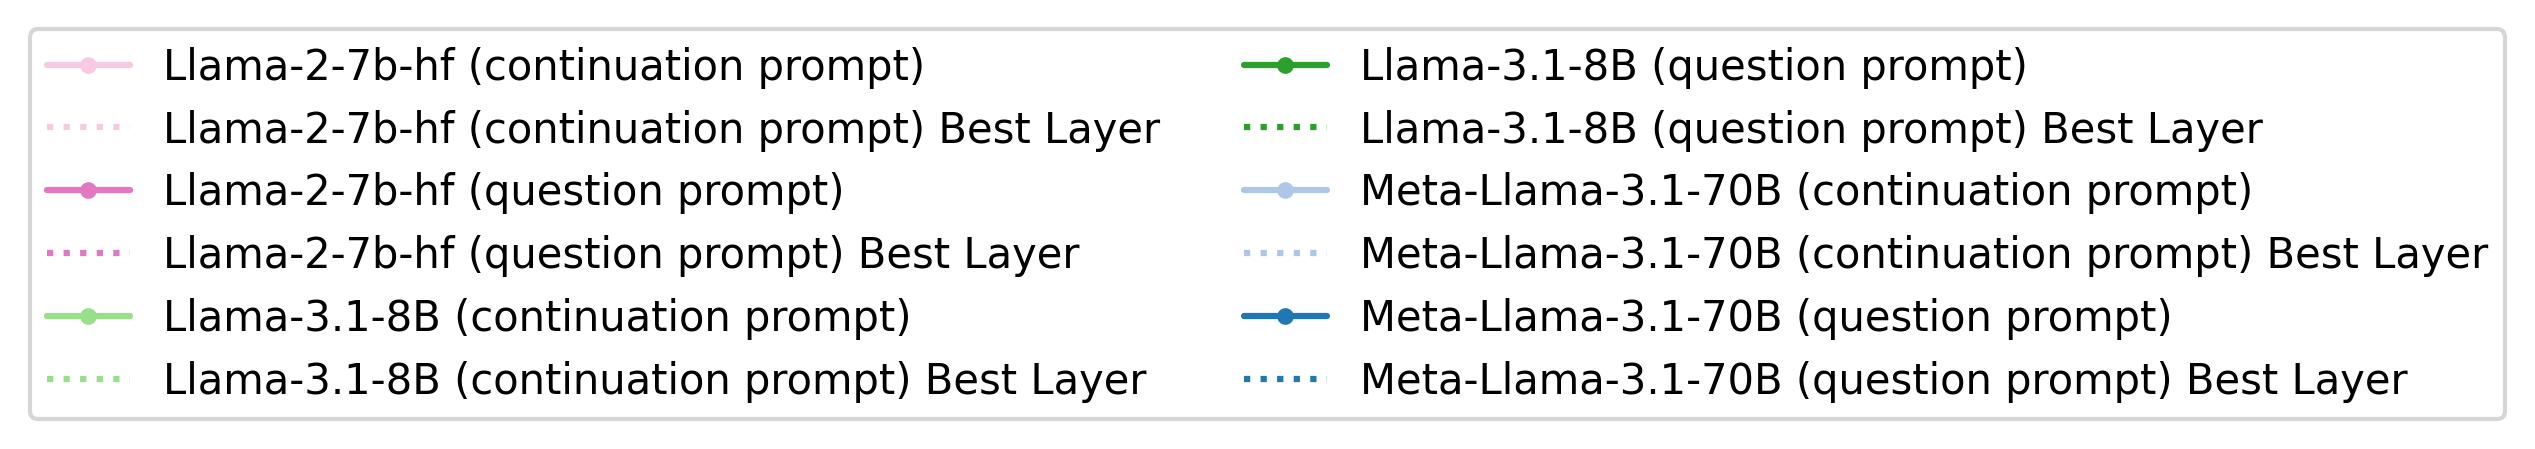 Llama-2-7b-hf (continuation prompt)
Llama-2-7b-hf (continuation prompt) Best Layer
Llama-2-7b-hf (question prompt)
Llama-2-7b-hf (question prompt) Best Layer
Llama-3.1-8B (continuation prompt)
Llama-3.1-8B (continuation prompt) Best Layer
Llama-3.1-8B (question prompt)
Llama-3.1-8B (question prompt) Best Layer
Meta-Llama-3.1-70B (continuation prompt)
Meta-Llama-3.1-70B (continuation prompt) Best Layer
Meta-Llama-3.1-70B (question prompt)
Meta-Llama-3.1-70B (question prompt) Best Layer